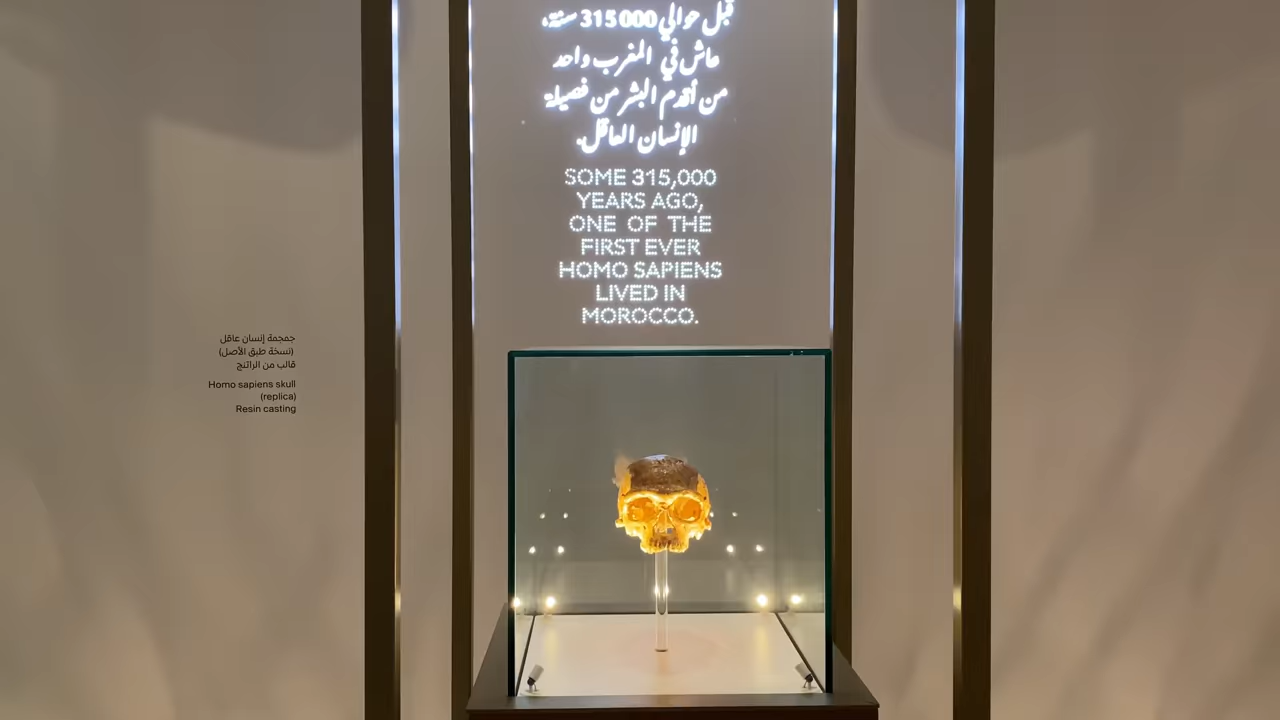 قبل حوالي 315000 سنة،
عاش في المغرب واحد
من أقدم البشر من فصيلة
الإنسان العاقل.
SOME 315,000
YEARS AGO,
ONE OF THE
FIRST EVER
HOMO SAPIENS
LIVED IN
MOROCCO.
جمجمة إنسان عاقل
(نسخة طبق الأصل)
قالب من الراتنج
Homo sapiens skull
(replica)
Resin casting